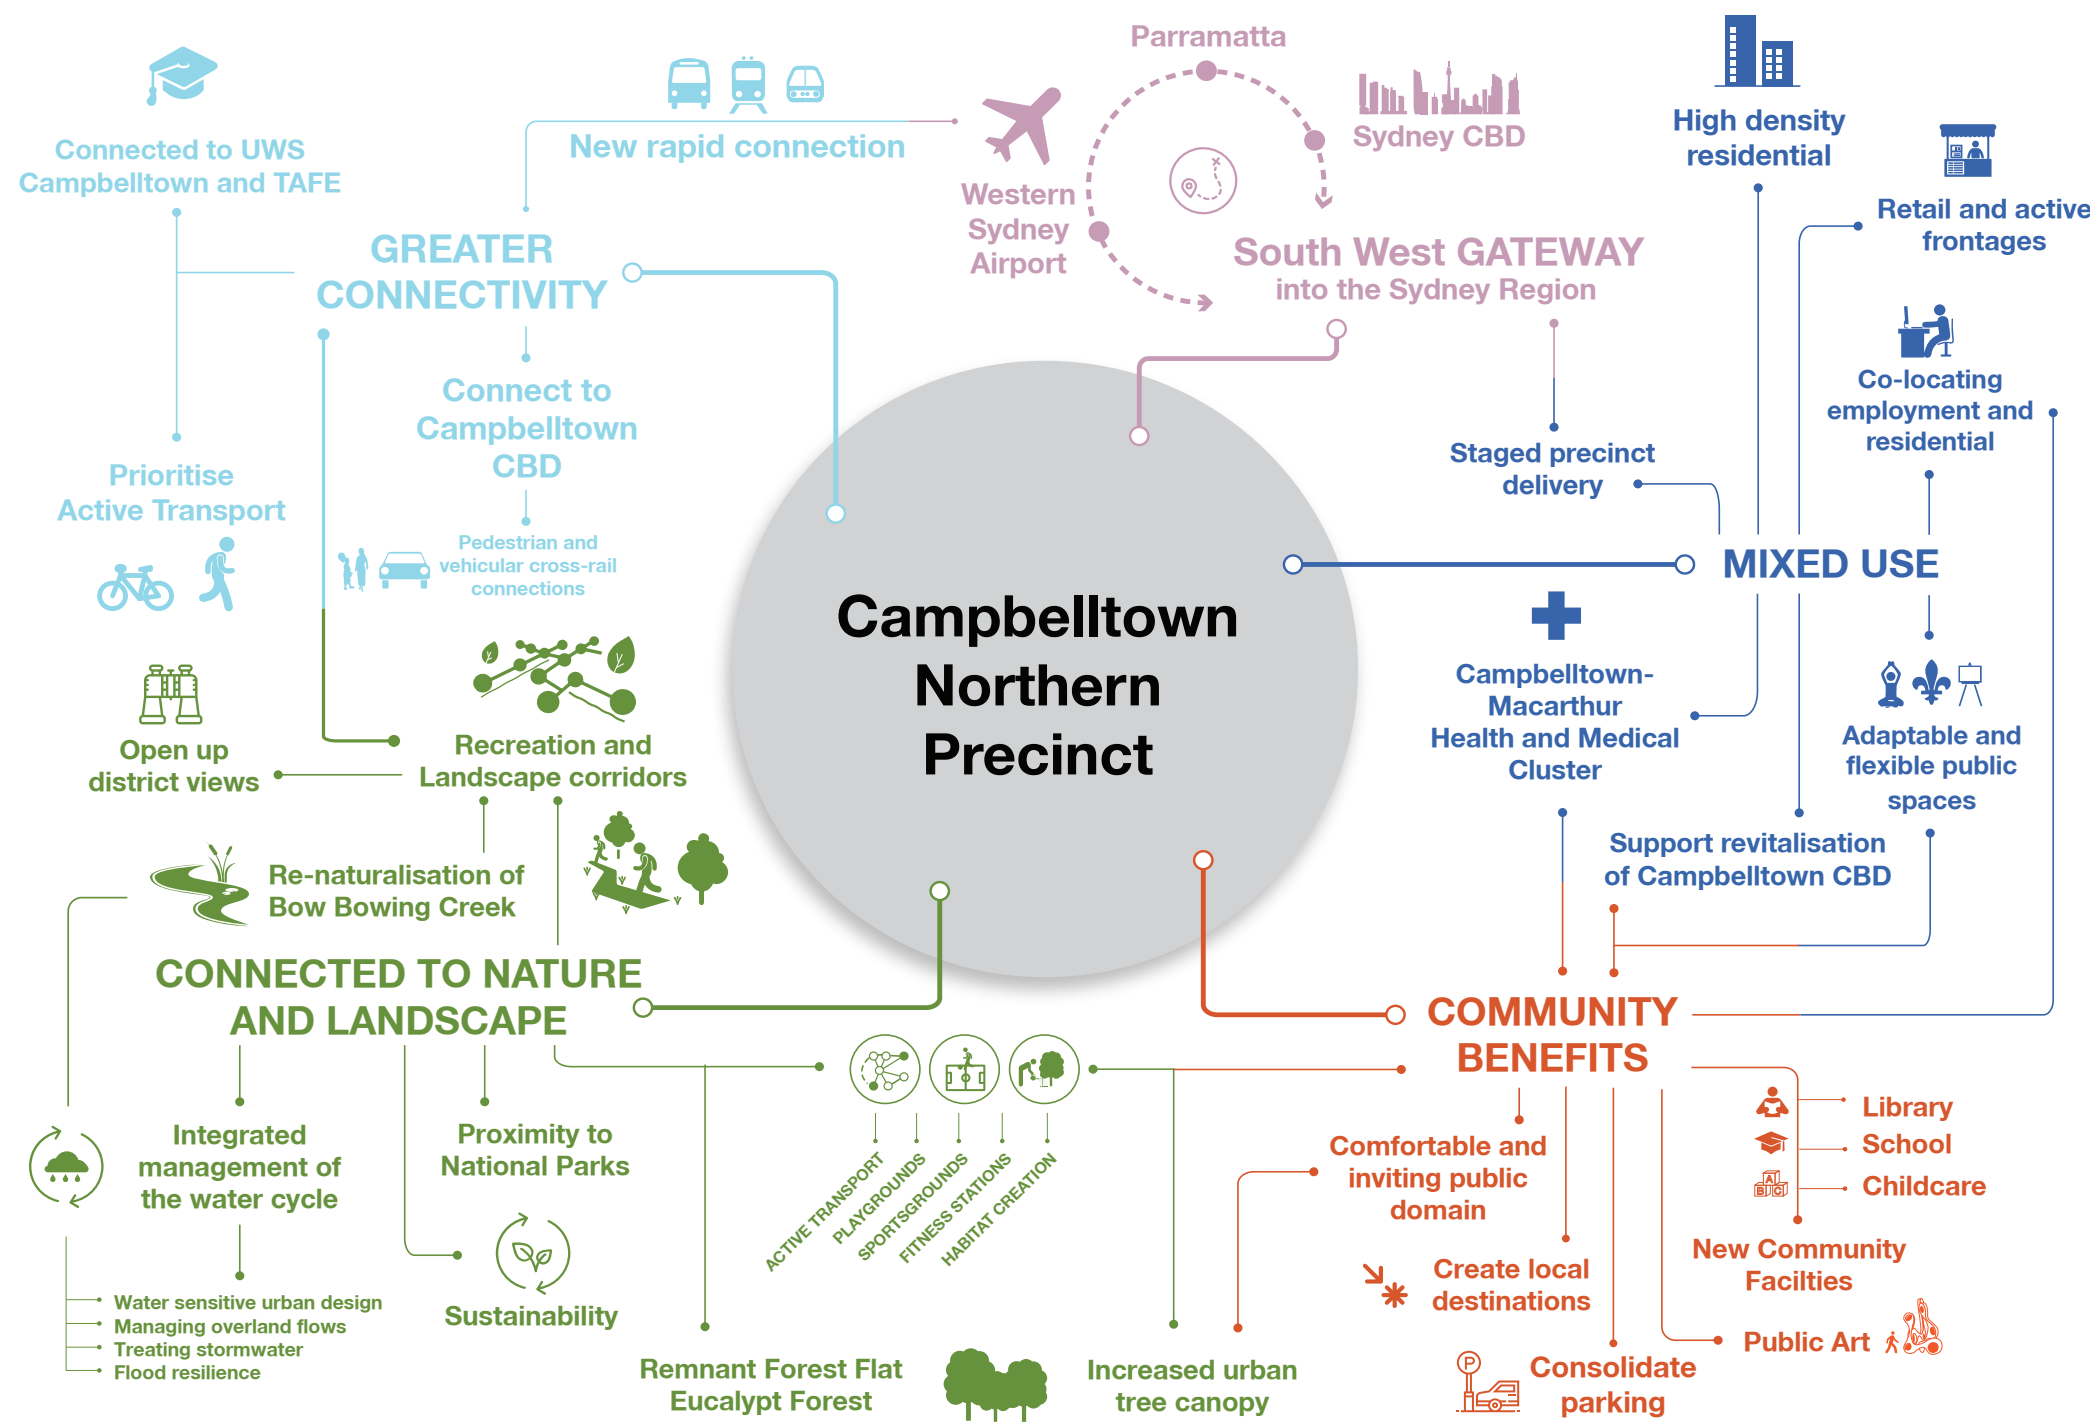 Parramatta
Sydney CBD
Western
Sydney
Airport
South West GATEWAY
into the Sydney Region
New rapid connection
Connected to UWS
Campbelltown and TAFE
GREATER
CONNECTIVITY
Connect to
Campbelltown
CBD
Pedestrian and
vehicular cross-rail
connections
Prioritise
Active Transport
High density
residential
Retail and active
frontages
Co-locating
employment and
residential
Staged precinct
delivery
MIXED USE
Campbelltown-
Macarthur
Health and Medical
Cluster
Adaptable and
flexible public
spaces
Support revitalisation
of Campbelltown CBD
Campbelltown
Northern
Precinct
Open up
district views
Recreation and
Landscape corridors
Re-naturalisation of
Bow Bowing Creek
CONNECTED TO NATURE
AND LANDSCAPE
Integrated
management of
the water cycle
Water sensitive urban design
Managing overland flows
Treating stormwater
Flood resilience
Proximity to
National Parks
Sustainability
ACTIVE TRANSPORT
PLAYGROUNDS
SPORTSGROUNDS
FITNESS STATIONS
HABITAT CREATION
Remnant Forest Flat
Eucalypt Forest
Increased urban
tree canopy
COMMUNITY
BENEFITS
Comfortable and
inviting public
domain
Create local
destinations
P
Consolidate
parking
Public Art
A
B C
Library
School
Childcare
New Community
Facilties